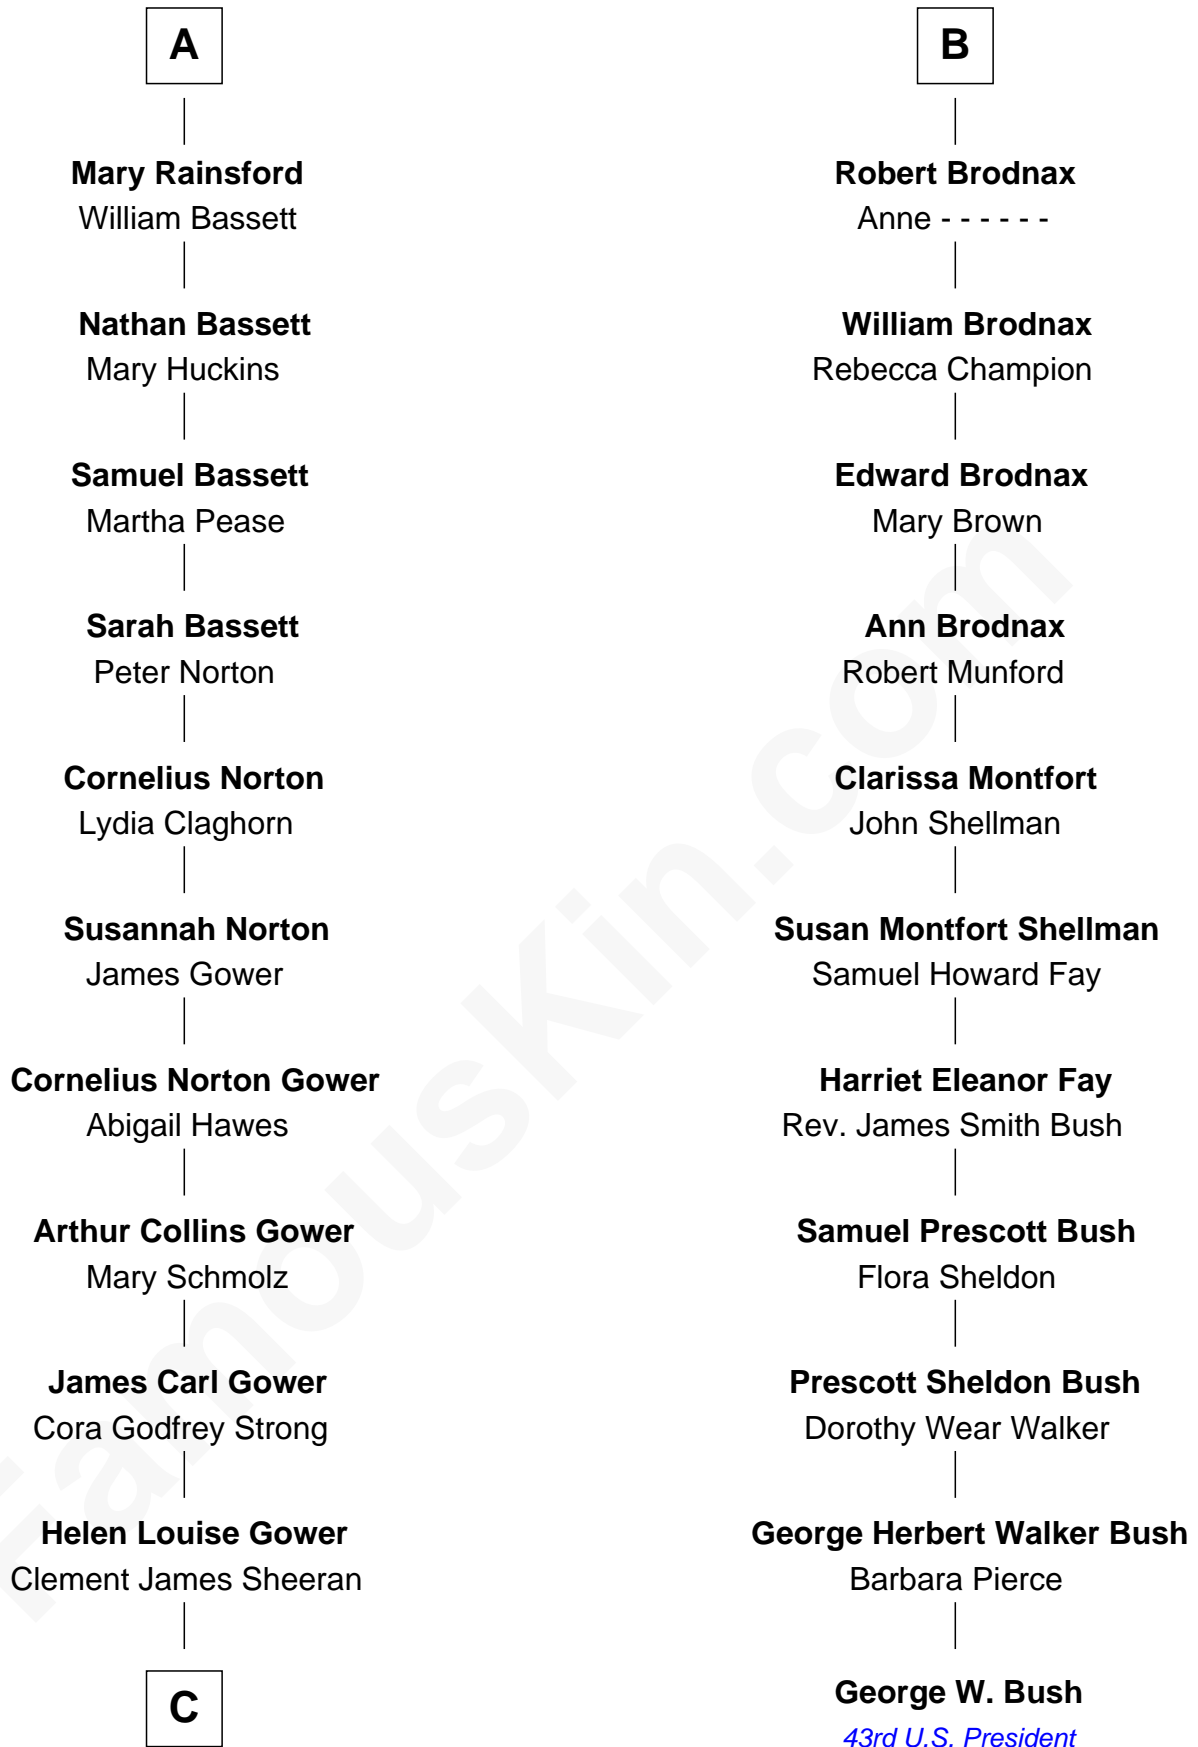 A
Mary Rainsford
William Bassett
Nathan Bassett
Mary Huckins
Samuel Bassett
Martha Pease
Sarah Bassett
Peter Norton
Cornelius Norton
Lydia Claghorn
Susannah Norton
James Gower
Cornelius Norton Gower
Abigail Hawes
Arthur Collins Gower
Mary Schmolz
James Carl Gower
Cora Godfrey Strong
Helen Louise Gower
Clement James Sheeran
C
B
Robert Brodnax
Anne - - - - - -
William Brodnax
Rebecca Champion
Edward Brodnax
Mary Brown
Ann Brodnax
Robert Munford
Clarissa Montfort
John Shellman
Susan Montfort Shellman
Samuel Howard Fay
Harriet Eleanor Fay
Rev. James Smith Bush
Samuel Prescott Bush
Flora Sheldon
Prescott Sheldon Bush
Dorothy Wear Walker
George Herbert Walker Bush
Barbara Pierce
George W. Bush
43rd U.S. President
FamousKin.com